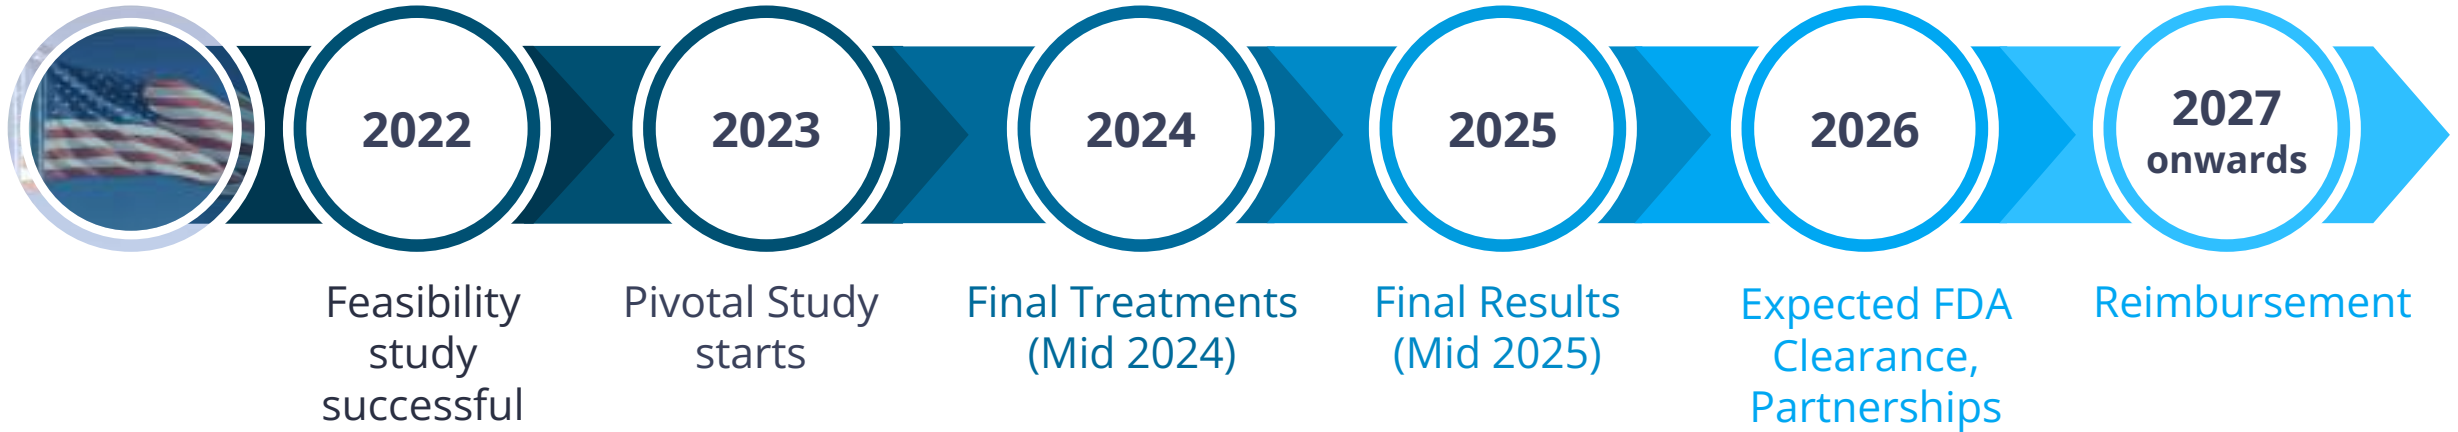 2022
2023
2024
2025
2026
2027
onwards
Feasibility
study
successful
Pivotal Study
starts
Final Treatments
(Mid 2024)
Final Results
(Mid 2025)
Expected FDA
Clearance,
Partnerships
Reimbursement